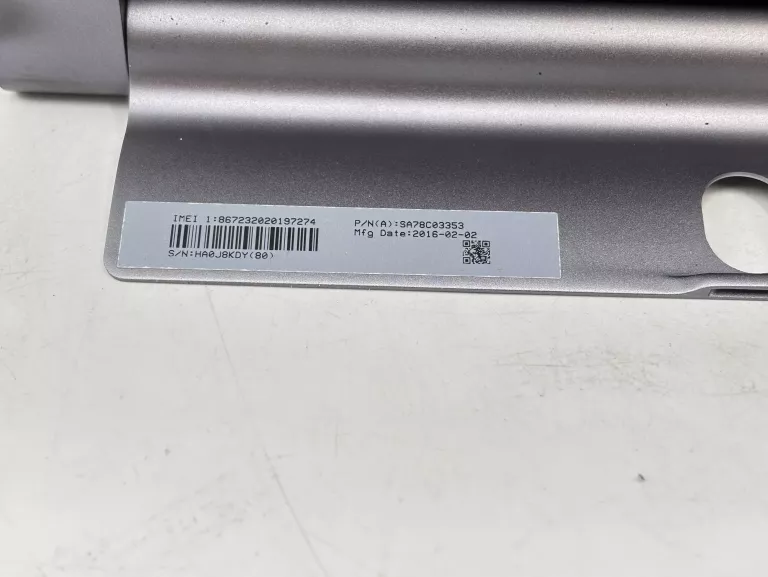 IMEI 1:867232020197274
S/N:HA0J8KDY(80)
P/N(A):SA78C03353
Mfg Date:2016-02-02